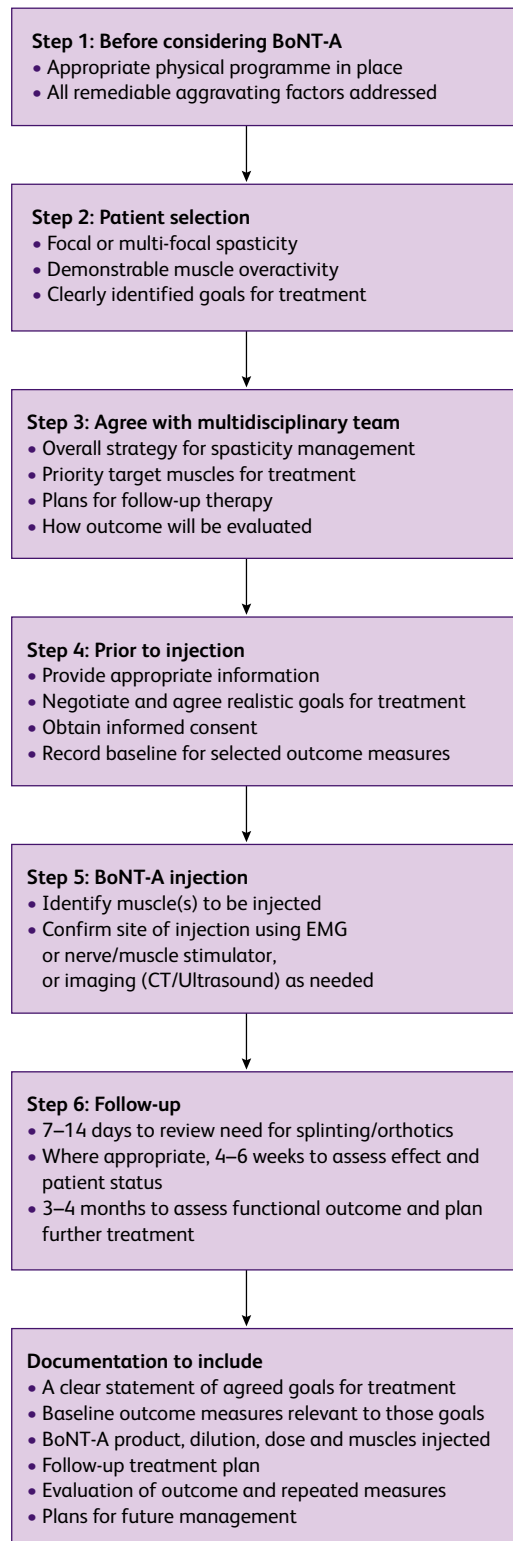 Step 1: Before considering BoNT-A
• Appropriate physical programme in place
• All remediable aggravating factors addressed
Step 2: Patient selection
• Focal or multi-focal spasticity
• Demonstrable muscle overactivity
• Clearly identified goals for treatment
Step 3: Agree with multidisciplinary team
• Overall strategy for spasticity management
• Priority target muscles for treatment
• Plans for follow-up therapy
• How outcome will be evaluated
Step 4: Prior to injection
• Provide appropriate information
• Negotiate and agree realistic goals for treatment
• Obtain informed consent
• Record baseline for selected outcome measures
Step 5: BoNT-A injection
• Identify muscle(s) to be injected
• Confirm site of injection using EMG
or nerve/muscle stimulator,
or imaging (CT/Ultrasound) as needed
Step 6: Follow-up
• 7–14 days to review need for splinting/orthotics
• Where appropriate, 4–6 weeks to assess effect and
patient status
• 3–4 months to assess functional outcome and plan
further treatment
Documentation to include
• A clear statement of agreed goals for treatment
• Baseline outcome measures relevant to those goals
• BoNT-A product, dilution, dose and muscles injected
• Follow-up treatment plan
• Evaluation of outcome and repeated measures
• Plans for future management